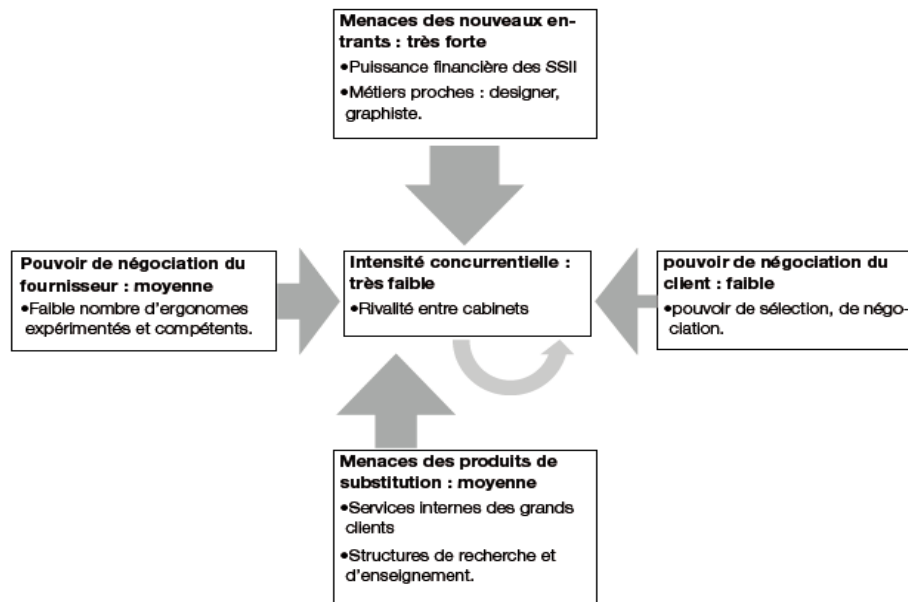 Menaces des nouveaux en-
trants : très forte
•Puissance financière des SSII
•Métiers proches : designer,
graphiste.
Pouvoir de négociation du
fournisseur : moyenne
•Faible nombre d'ergonomes
expérimentés et compétents.
Intensité concurrentielle :
très faible
•Rivalité entre cabinets
pouvoir de négociation du
client : faible
•pouvoir de sélection, de négo-
ciation.
Menaces des produits de
substitution : moyenne
•Services internes des grands
clients
•Structures de recherche et
d'enseignement.